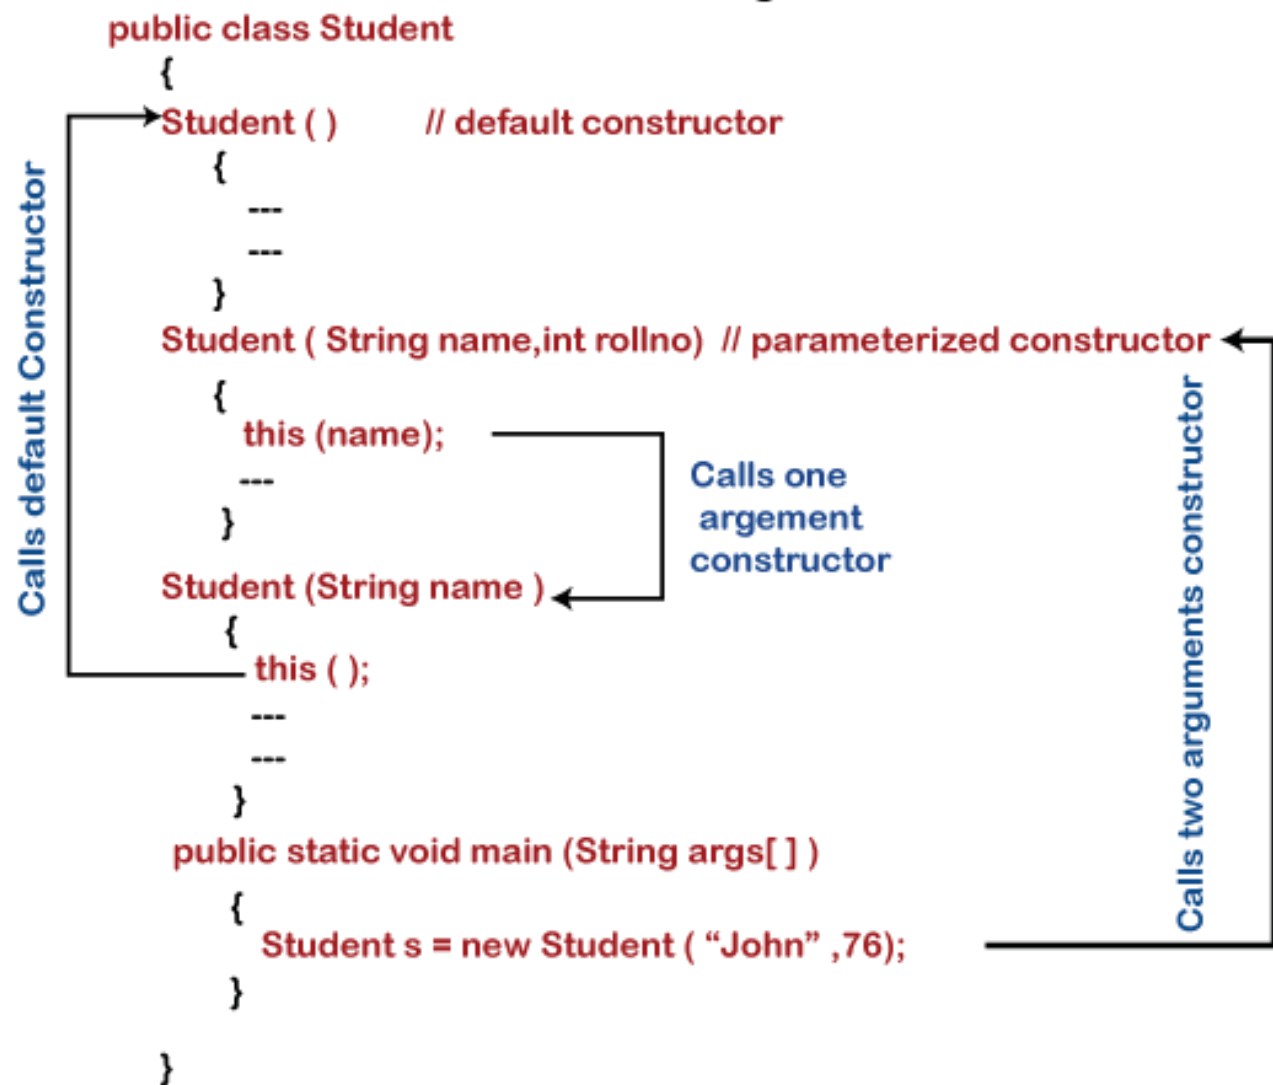 public class Student
{
Student ( ) // default constructor
{
---
---
}
Student ( String name,int rollno) // parameterized constructor
{
this (name);
---
}
Student (String name )
{
this ( );
---
---
}
public static void main (String args[ ] )
{
Student s = new Student ( “John” ,76);
}
}
Calls default Constructor
Calls one
argement
constructor
Calls two arguments constructor